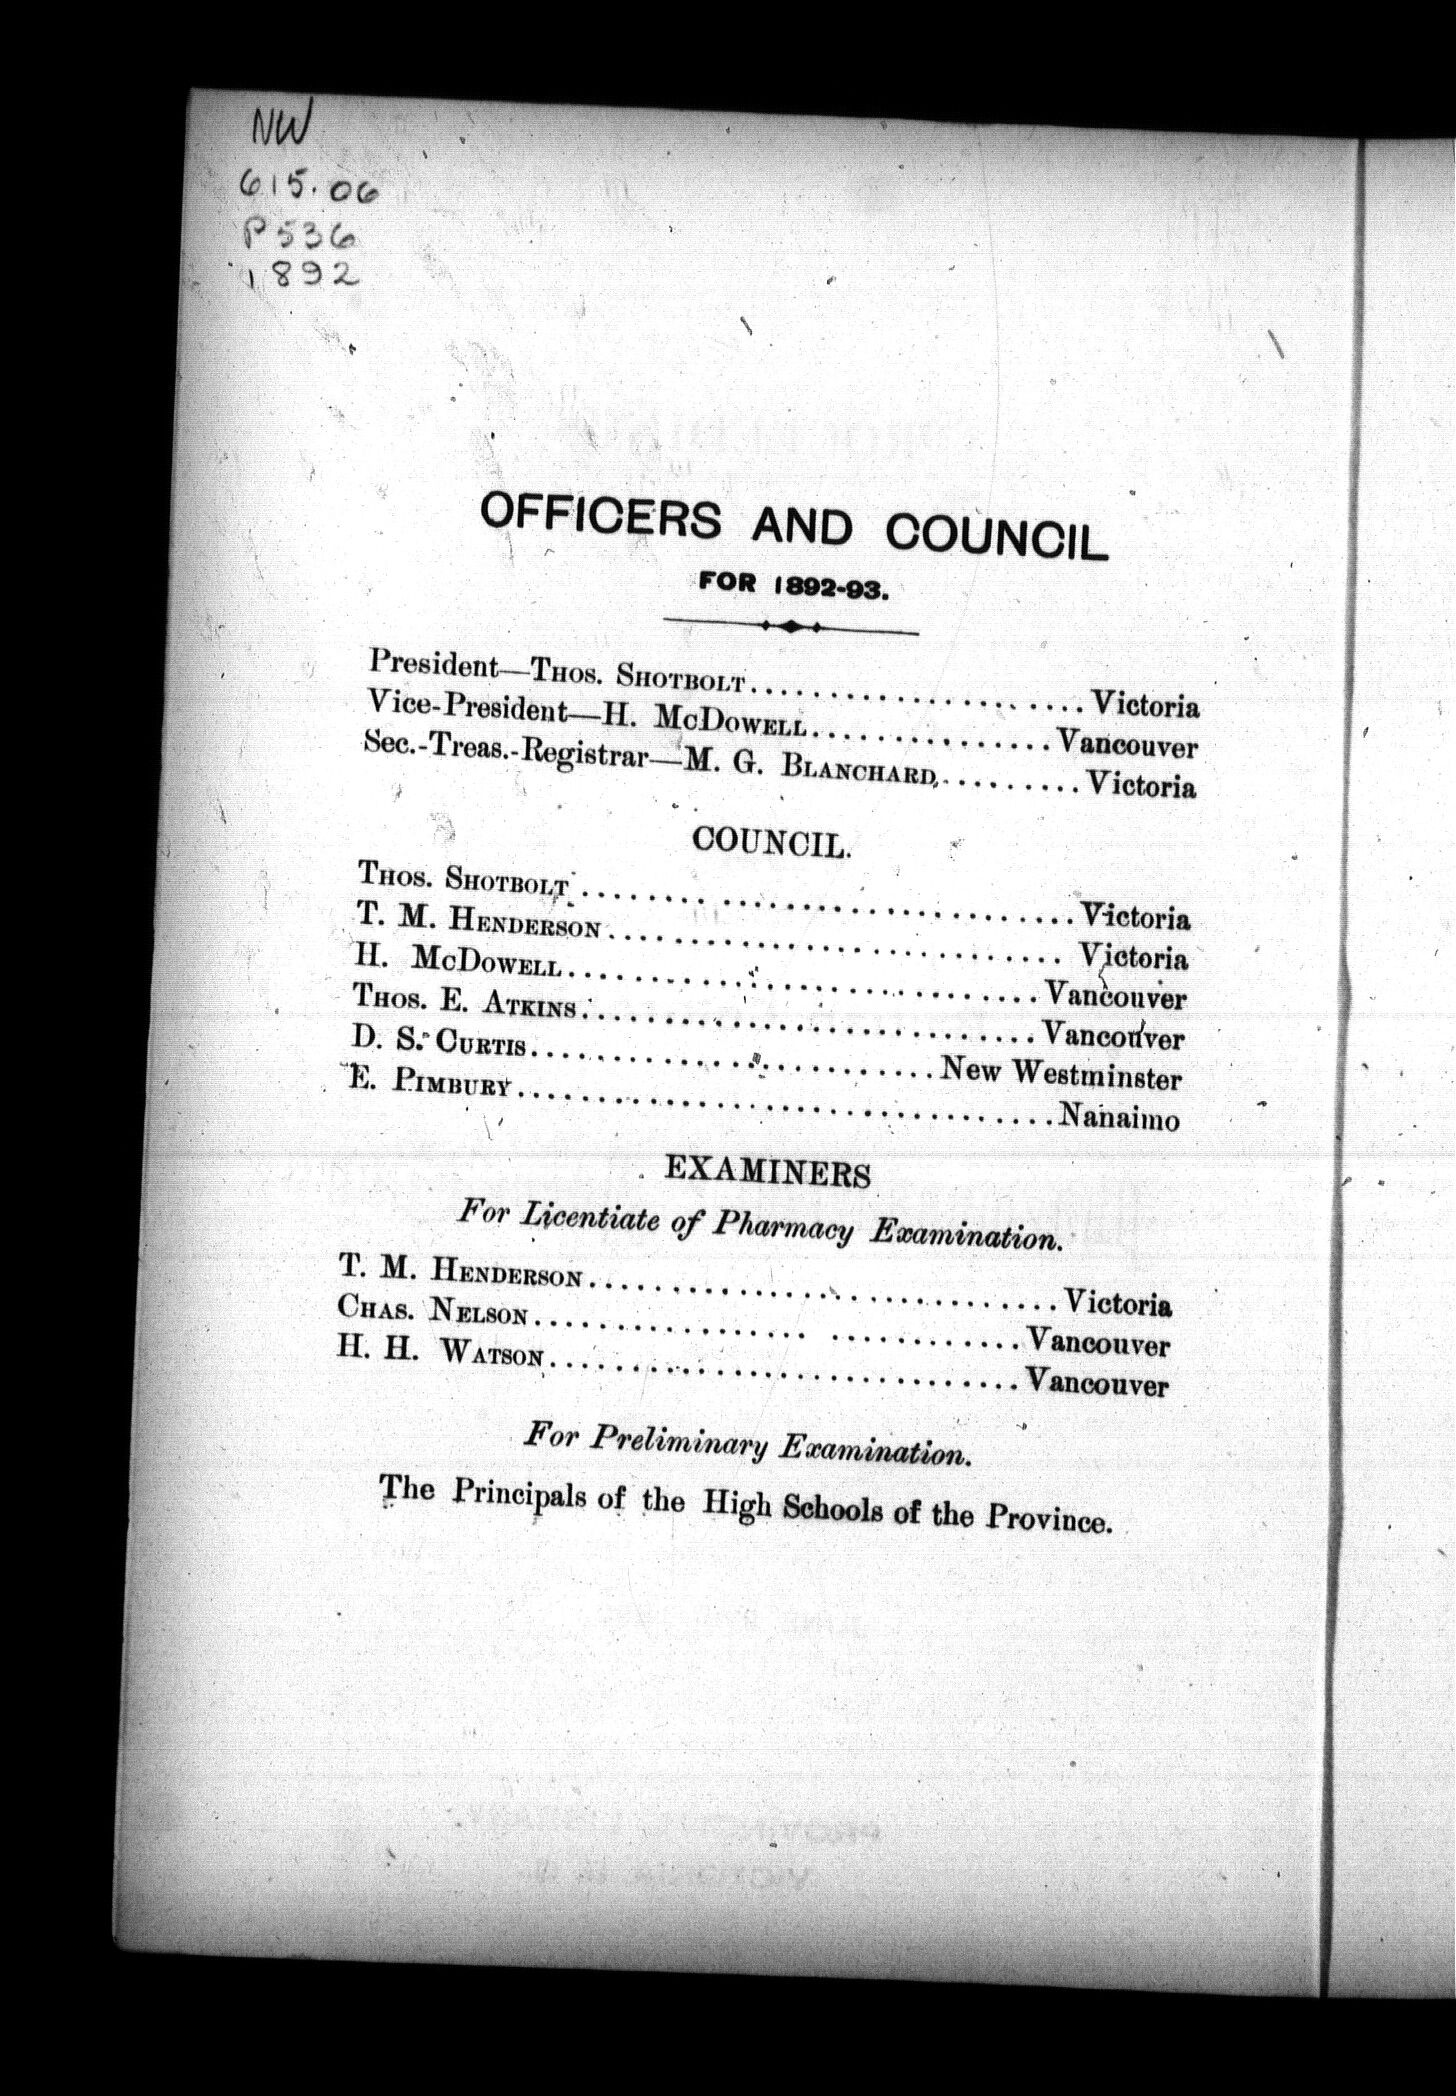 NW
615.06
P536
1892
OFFICERS AND COUNCIL
FOR 1892-93.
President—Thos. Shotbolt........................Victoria
Vice-President—H. McDowell...............Vancouver
Sec.-Treas.-Registrar—M. G. Blanchard..........Victoria
COUNCIL.
Thos. Shotbolt...............................Victoria
T. M. Henderson............................Victoria
H. McDowell.............................Vancouver
Thos. E. Atkins............................Vancouver
D. S. Curtis.........................New Westminster
E. Pimbury.................................Nanaimo
EXAMINERS
For Licentiate of Pharmacy Examination.
T. M. Henderson.............................Victoria
Chas. Nelson.............................Vancouver
H. H. Watson.............................Vancouver
For Preliminary Examination.
The Principals of the High Schools of the Province.